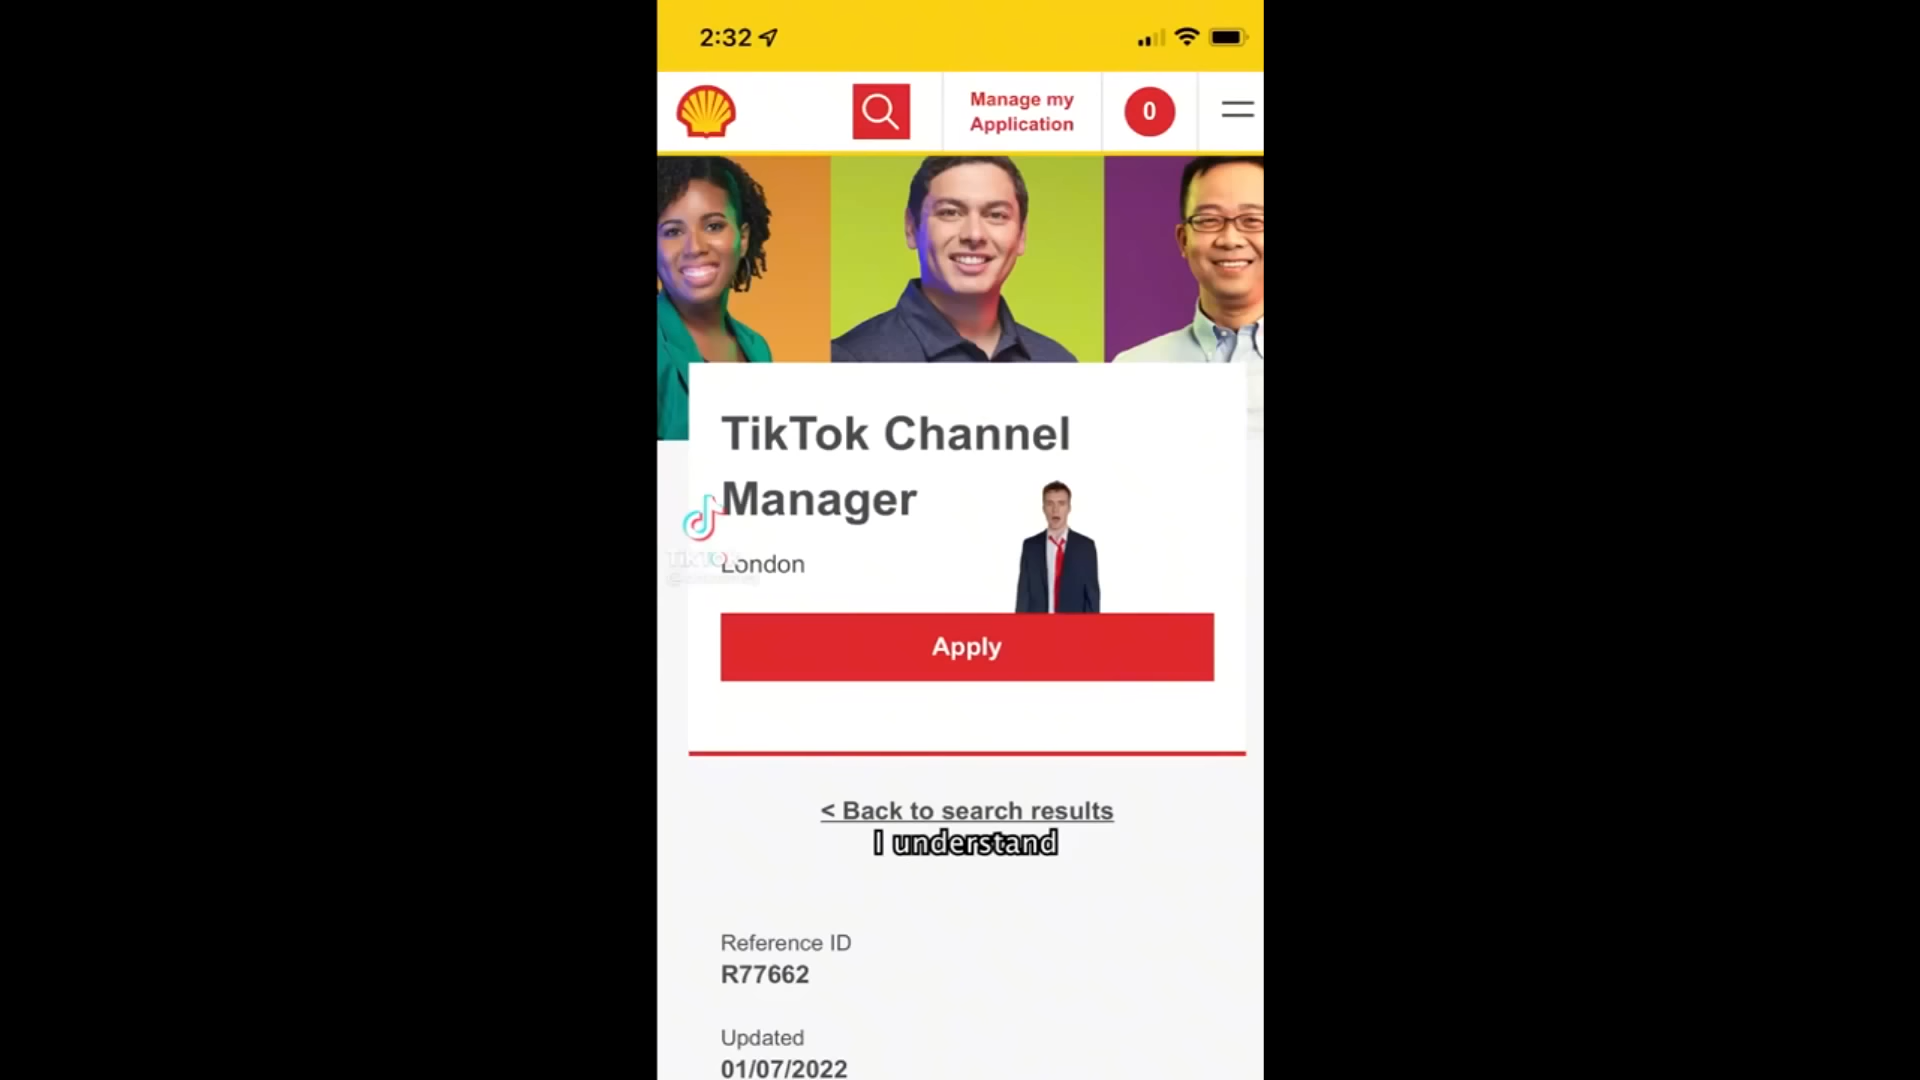 2:32
Manage my
Application
0
TikTok Channel
Manager
TikTok
London
Apply
< Back to search results
I understand
Reference ID
R77662
Updated
01/07/2022